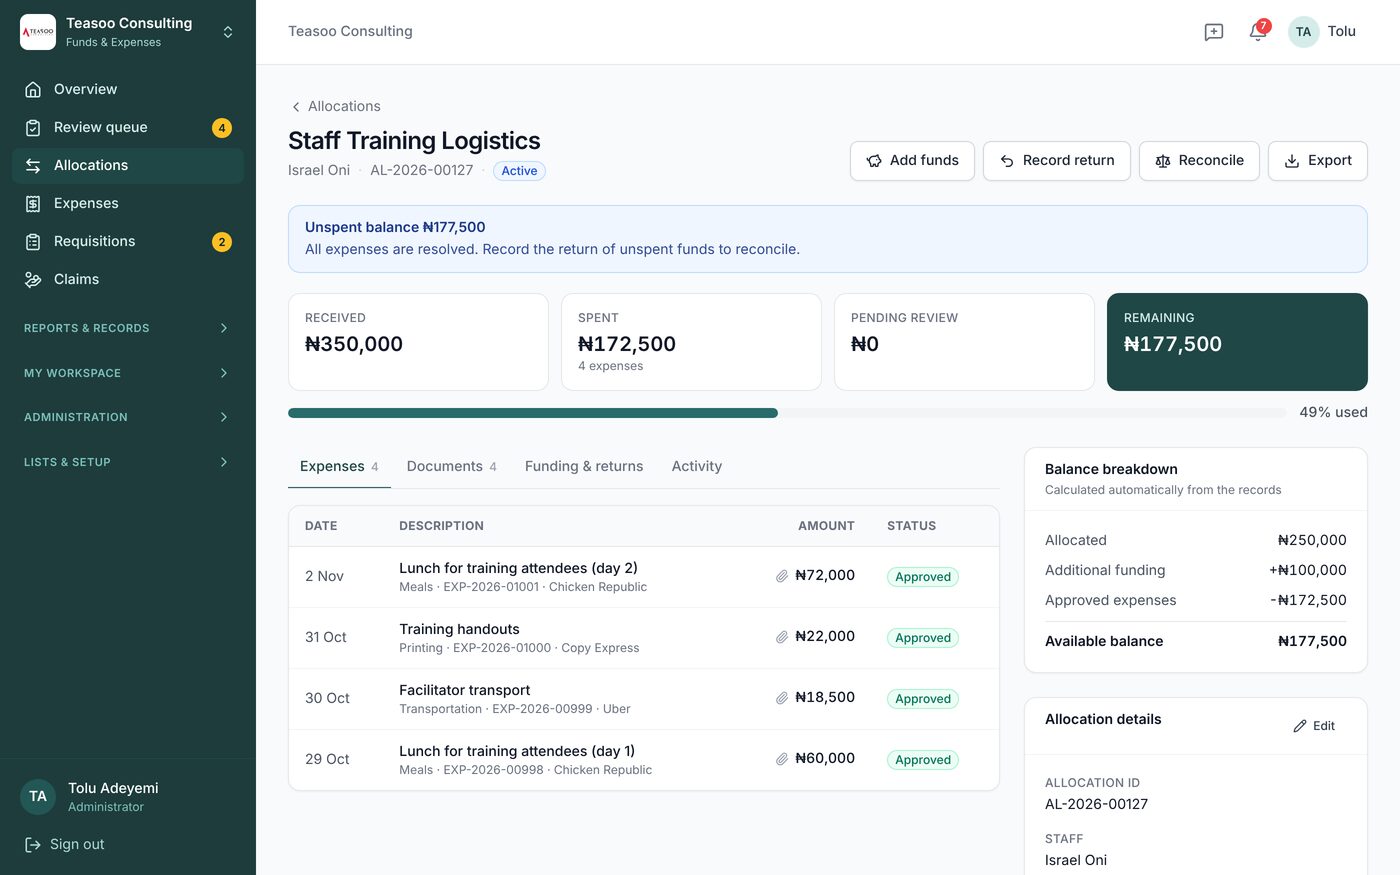 TEASOO
Teasoo Consulting
Funds & Expenses
Overview
Review queue 4
Allocations
Expenses
Requisitions 2
Claims
REPORTS & RECORDS
MY WORKSPACE
ADMINISTRATION
LISTS & SETUP
TA
Tolu Adeyemi
Administrator
Sign out
Teasoo Consulting
7
TA
Tolu
Allocations
Staff Training Logistics
Israel Oni · AL-2026-00127 · Active
Add funds
Record return
Reconcile
Export
Unspent balance ₦177,500
All expenses are resolved. Record the return of unspent funds to reconcile.
RECEIVED
₦350,000
SPENT
₦172,500
4 expenses
PENDING REVIEW
₦0
REMAINING
₦177,500
49% used
Expenses 4 Documents 4 Funding & returns Activity
DATE DESCRIPTION AMOUNT STATUS
2 Nov Lunch for training attendees (day 2) ₦72,000 Approved
Meals · EXP-2026-01001 · Chicken Republic
31 Oct Training handouts ₦22,000 Approved
Printing · EXP-2026-01000 · Copy Express
30 Oct Facilitator transport ₦18,500 Approved
Transportation · EXP-2026-00999 · Uber
29 Oct Lunch for training attendees (day 1) ₦60,000 Approved
Meals · EXP-2026-00998 · Chicken Republic
Balance breakdown
Calculated automatically from the records
Allocated ₦250,000
Additional funding +₦100,000
Approved expenses -₦172,500
Available balance ₦177,500
Allocation details
Edit
ALLOCATION ID
AL-2026-00127
STAFF
Israel Oni